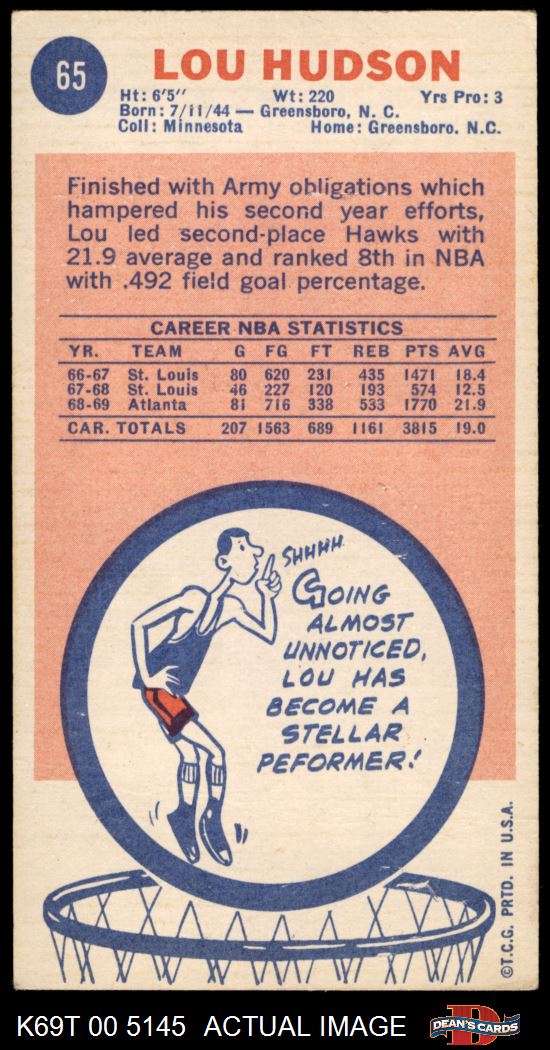 65
LOU HUDSON
Ht: 6'5" Wt: 220 Yrs Pro: 3
Born: 7/11/44 — Greensboro, N. C.
Coll: Minnesota Home: Greensboro, N.C.
Finished with Army obligations which
hampered his second year efforts,
Lou led second-place Hawks with
21.9 average and ranked 8th in NBA
with .492 field goal percentage.
CAREER NBA STATISTICS
YR. TEAM G FG FT REB PTS AVG
66-67 St. Louis 80 620 231 435 1471 18.4
67-68 St. Louis 46 227 120 193 574 12.5
68-69 Atlanta 81 716 338 533 1770 21.9
CAR. TOTALS 207 1563 689 1161 3815 19.0
SHHHH
GOING
ALMOST
UNNOTICED,
LOU HAS
BECOME A
STELLAR
PEFORMER!
©T.C.G. PRTD. IN U.S.A.
K69T 00 5145 ACTUAL IMAGE
D
DEAN'S CARDS